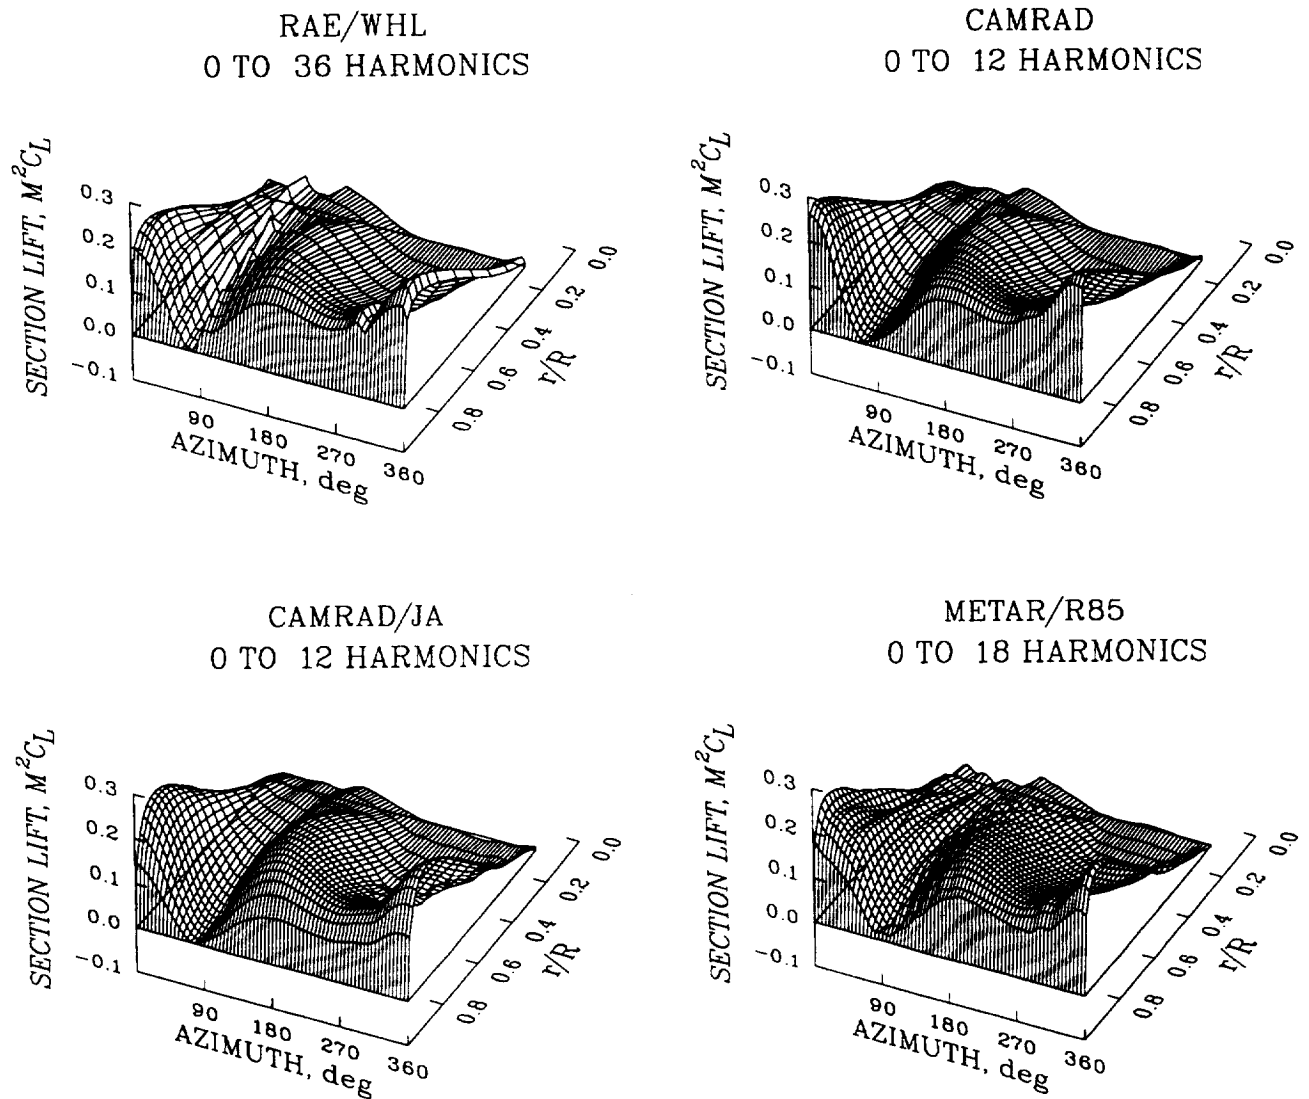 RAE/WHL
0 TO 36 HARMONICS
SECTION LIFT, M²CL
0.3
0.2
0.1
0.0
−0.1
90
180
270
360
AZIMUTH, deg
0.0
0.2
0.4
0.6
0.8
r/R
CAMRAD
0 TO 12 HARMONICS
SECTION LIFT, M²CL
0.3
0.2
0.1
0.0
−0.1
90
180
270
360
AZIMUTH, deg
0.0
0.2
0.4
0.6
0.8
r/R
CAMRAD/JA
0 TO 12 HARMONICS
SECTION LIFT, M²CL
0.3
0.2
0.1
0.0
−0.1
90
180
270
360
AZIMUTH, deg
0.0
0.2
0.4
0.6
0.8
r/R
METAR/R85
0 TO 18 HARMONICS
SECTION LIFT, M²CL
0.3
0.2
0.1
0.0
−0.1
90
180
270
360
AZIMUTH, deg
0.0
0.2
0.4
0.6
0.8
r/R